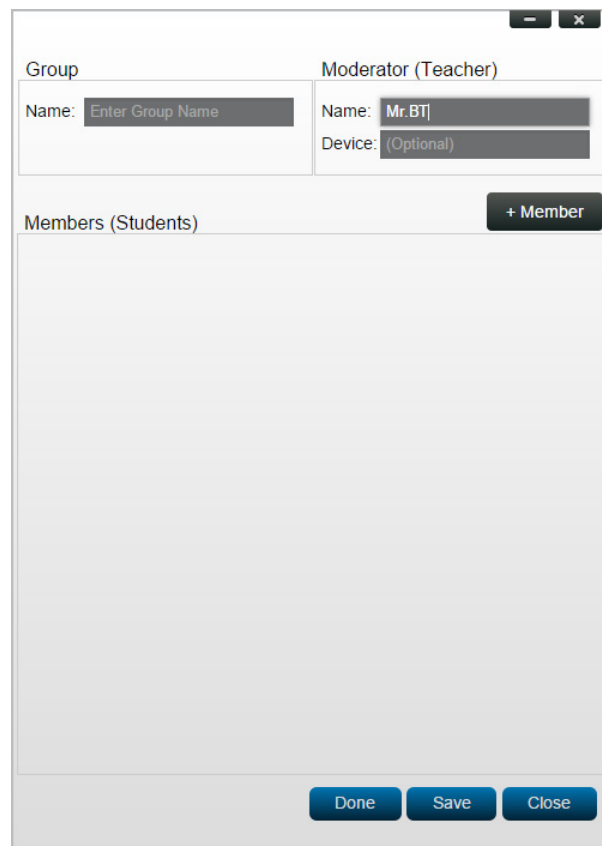 Group
Name: Enter Group Name
Moderator (Teacher)
Name: Mr.BT
Device: (Optional)
+ Member
Members (Students)
Done Save Close